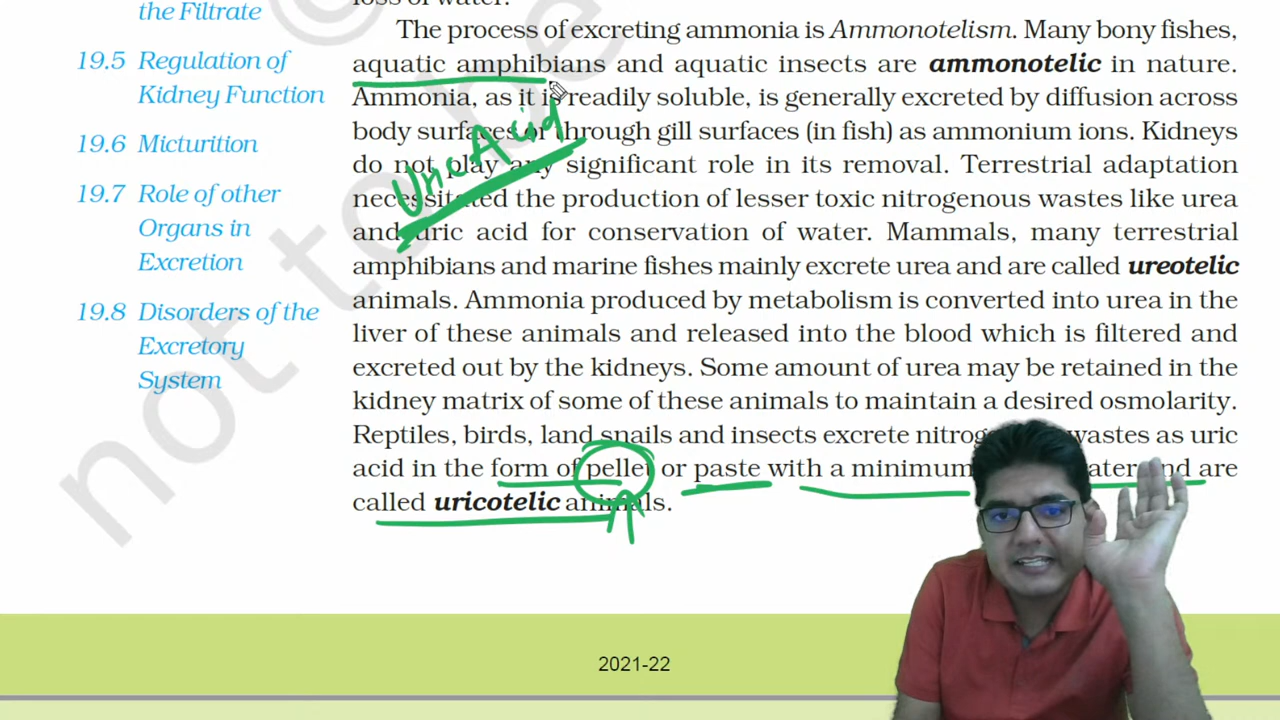 loss of water.
the Filtrate
19.5 Regulation of
Kidney Function
19.6 Micturition
19.7 Role of other
Organs in
Excretion
19.8 Disorders of the
Excretory
System
The process of excreting ammonia is Ammonotelism. Many bony fishes,
aquatic amphibians and aquatic insects are ammonotelic in nature.
Ammonia, as it is readily soluble, is generally excreted by diffusion across
body surfaces or through gill surfaces (in fish) as ammonium ions. Kidneys
do not play any significant role in its removal. Terrestrial adaptation
necessitated the production of lesser toxic nitrogenous wastes like urea
and uric acid for conservation of water. Mammals, many terrestrial
amphibians and marine fishes mainly excrete urea and are called ureotelic
animals. Ammonia produced by metabolism is converted into urea in the
liver of these animals and released into the blood which is filtered and
excreted out by the kidneys. Some amount of urea may be retained in the
kidney matrix of some of these animals to maintain a desired osmolarity.
Reptiles, birds, land snails and insects excrete wastes as uric
acid in the form of pellet or paste with a minimum and are
called uricotelic animals.
Uric Acid
© not to be
2021-22